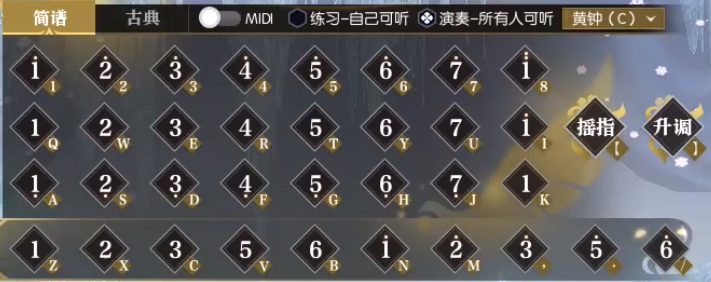 简谱 古典 MIDI 练习-自己可听 演奏-所有人可听 黄钟（C）
1̇ 1 2̇ 2 3̇ 3 4̇ 4 5̇ 5 6̇ 6 7̇ 7 1̈ 8
1 Q 2 W 3 E 4 R 5 T 6 Y 7 U 1̇ I 摇指 【 升调 】
1̣ A 2̣ S 3̣ D 4̣ F 5̣ G 6̣ H 7̣ J 1 K
1 Z 2 X 3 C 5 V 6 B 1̇ N 2̇ M 3̇ , 5̇ . 6̇ /